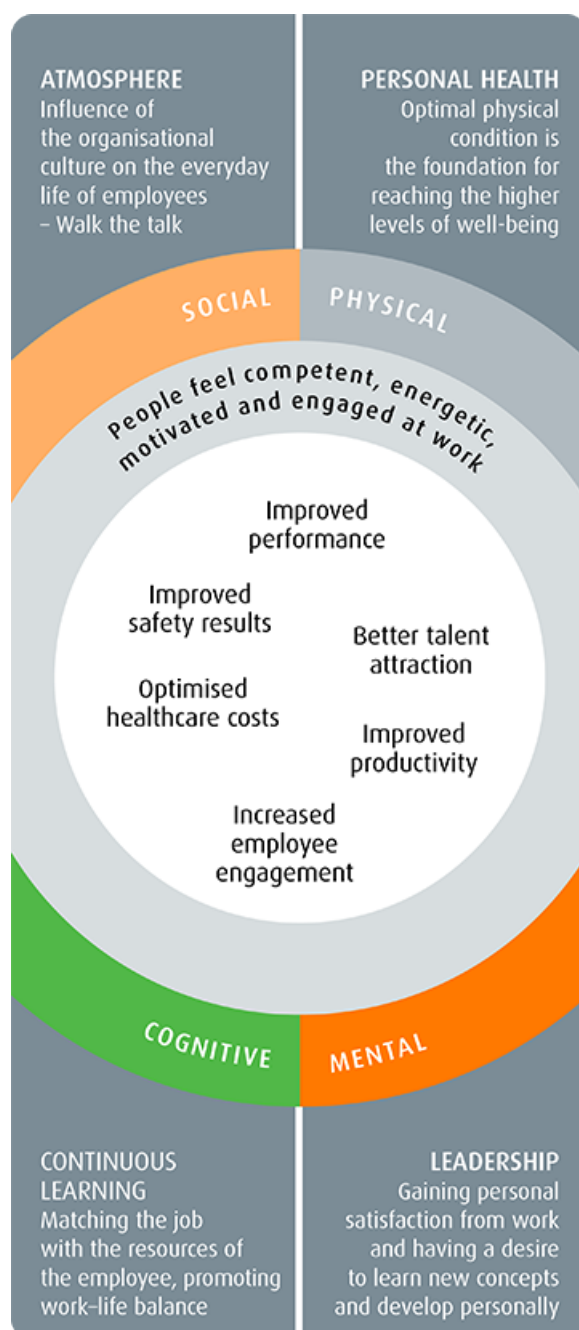 ATMOSPHERE
Influence of
the organisational
culture on the everyday
life of employees
– Walk the talk
PERSONAL HEALTH
Optimal physical
condition is
the foundation for
reaching the higher
levels of well-being
SOCIAL
PHYSICAL
People feel competent, energetic,
motivated and engaged at work
Improved
performance
Improved
safety results
Better talent
attraction
Optimised
healthcare costs
Improved
productivity
Increased
employee
engagement
COGNITIVE
MENTAL
CONTINUOUS
LEARNING
Matching the job
with the resources of
the employee, promoting
work–life balance
LEADERSHIP
Gaining personal
satisfaction from work
and having a desire
to learn new concepts
and develop personally